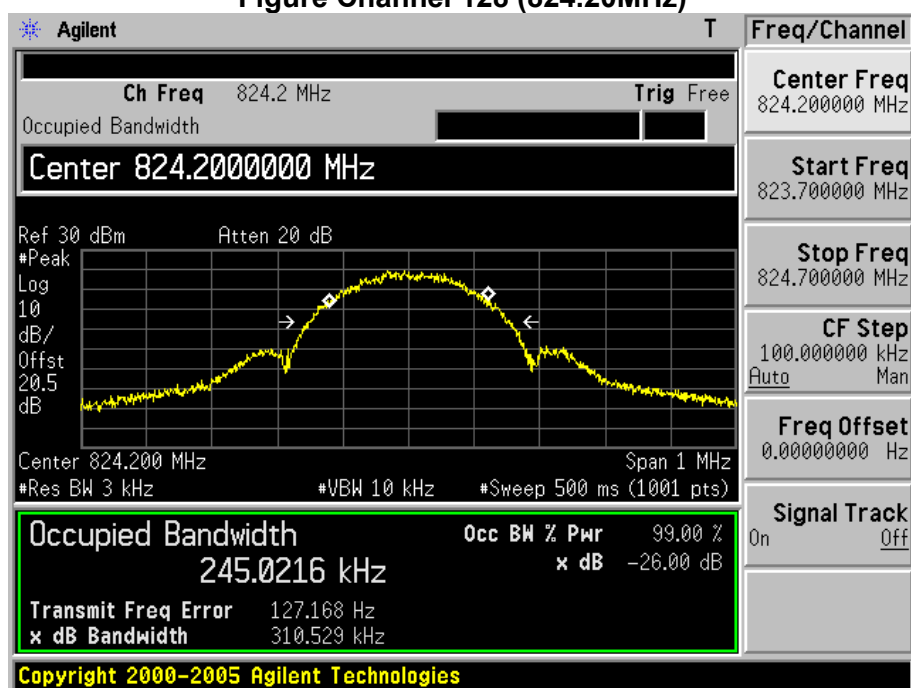 Figure Channel 128 (824.20MHz)
Agilent T Freq/Channel
Ch Freq 824.2 MHz Trig Free
Occupied Bandwidth
Center 824.2000000 MHz
Ref 30 dBm Atten 20 dB
#Peak
Log
10
dB/
Offst
20.5
dB
Center 824.200 MHz Span 1 MHz
#Res BW 3 kHz #VBW 10 kHz #Sweep 500 ms (1001 pts)
Occupied Bandwidth Occ BW % Pwr 99.00 %
245.0216 kHz x dB -26.00 dB
Transmit Freq Error 127.168 Hz
x dB Bandwidth 310.529 kHz
Center Freq
824.200000 MHz
Start Freq
823.700000 MHz
Stop Freq
824.700000 MHz
CF Step
100.000000 kHz
Auto Man
Freq Offset
0.00000000 Hz
Signal Track
On Off
Copyright 2000-2005 Agilent Technologies